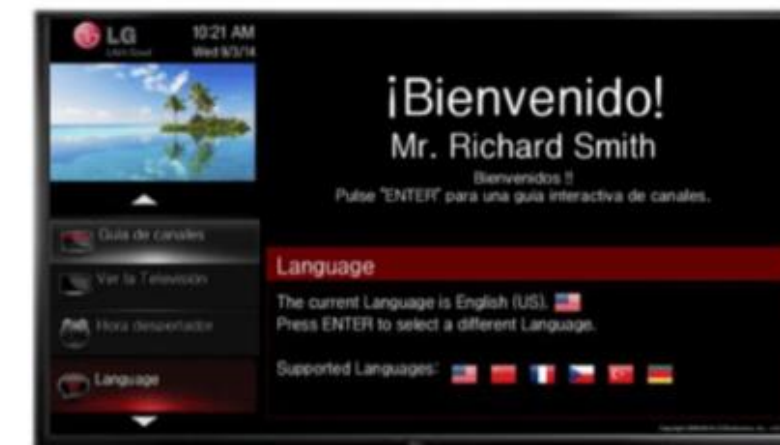 LG
Life's Good
10:21 AM
Wed 9/3/14
¡Bienvenido!
Mr. Richard Smith
Bienvenidos !!
Pulse "ENTER" para una guia interactiva de canales.
Guia de canales
Ver la Television
Hora despertador
Language
Language
The current Language is English (US).
Press ENTER to select a different Language.
Supported Languages: